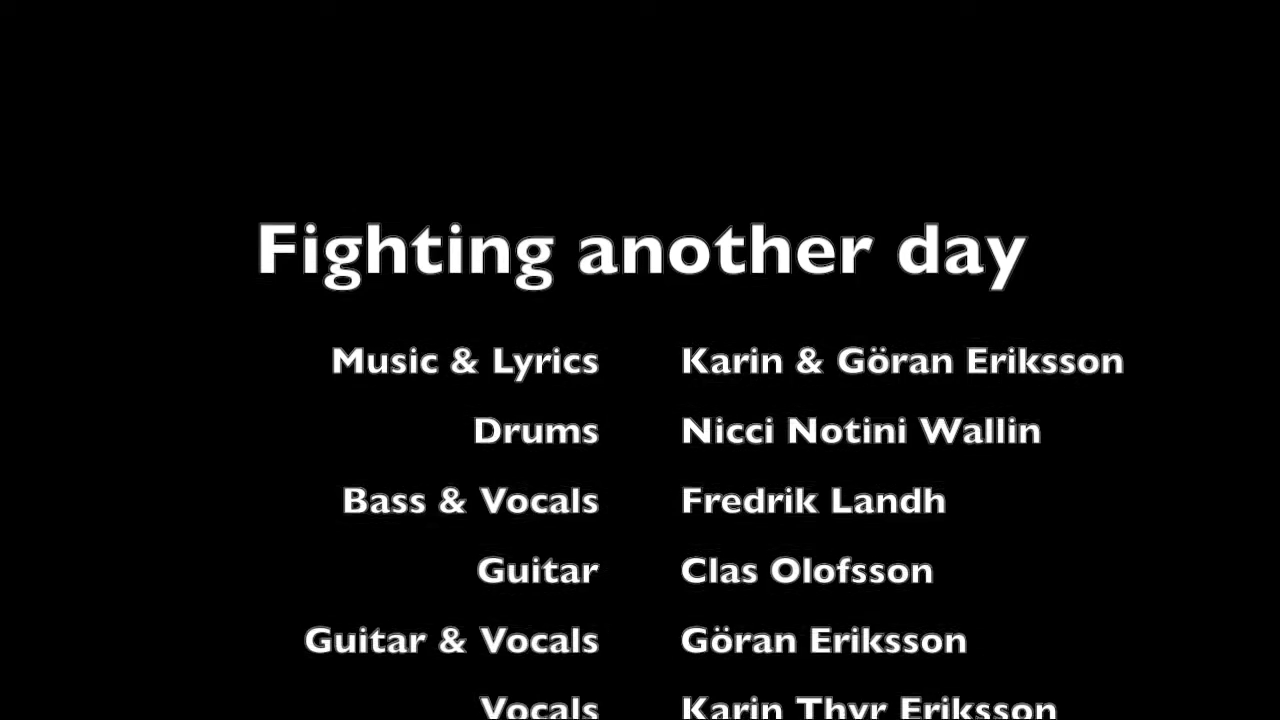 Fighting another day
Music & Lyrics Karin & Göran Eriksson
Drums Nicci Notini Wallin
Bass & Vocals Fredrik Landh
Guitar Clas Olofsson
Guitar & Vocals Göran Eriksson
Vocals Karin Thyr Eriksson